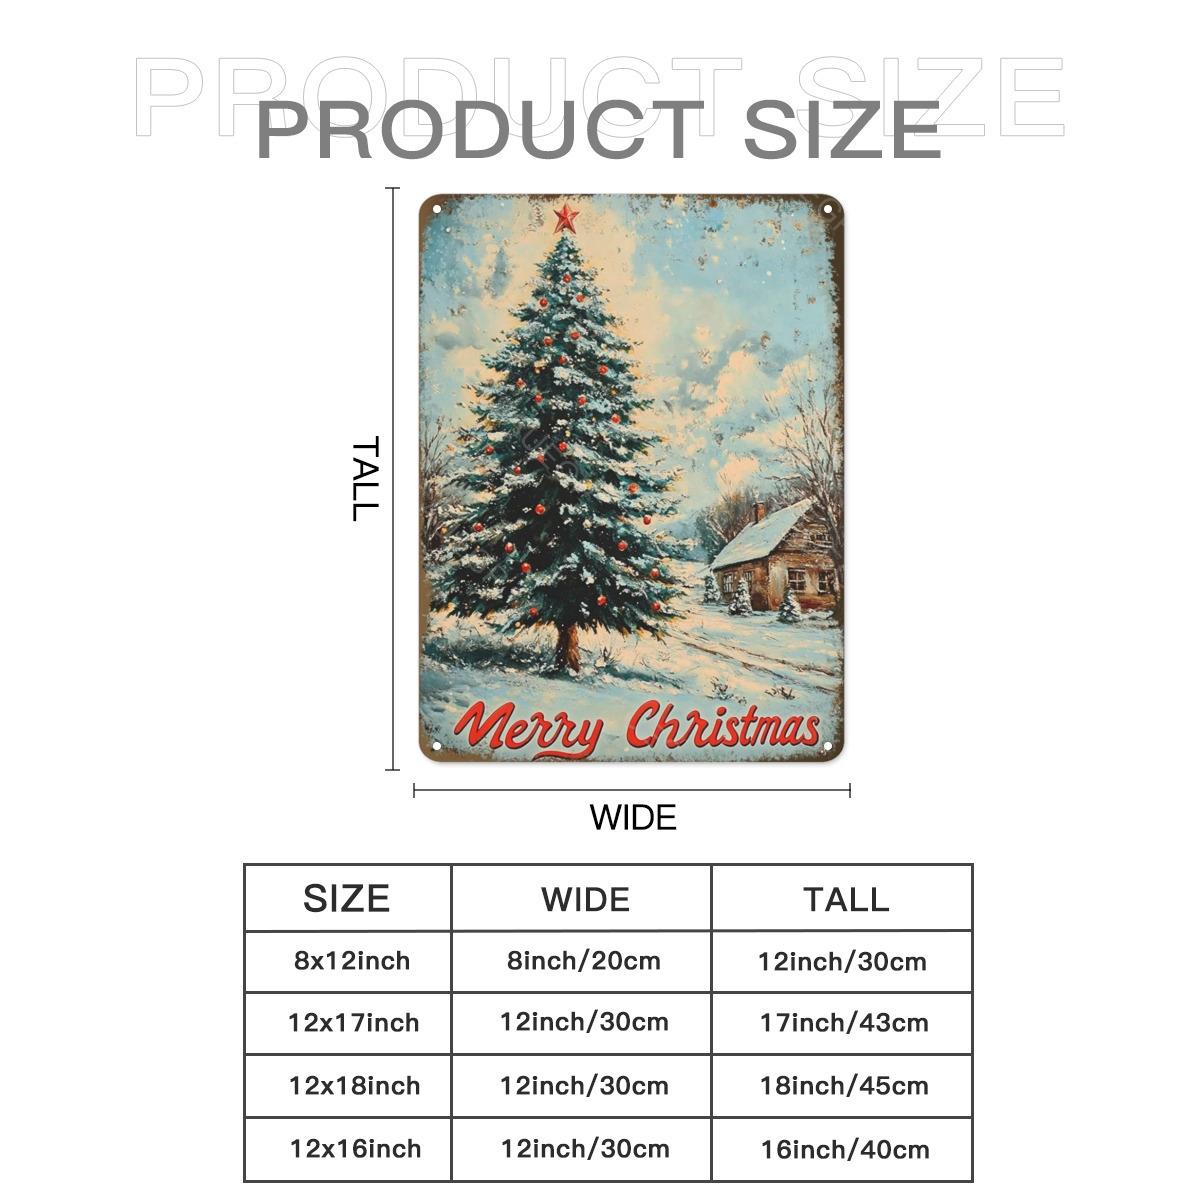 PRODUCT SIZE
PRODUCT SIZE
TALL
Merry Christmas
WIDE
SIZE WIDE TALL
8x12inch 8inch/20cm 12inch/30cm
12x17inch 12inch/30cm 17inch/43cm
12x18inch 12inch/30cm 18inch/45cm
12x16inch 12inch/30cm 16inch/40cm